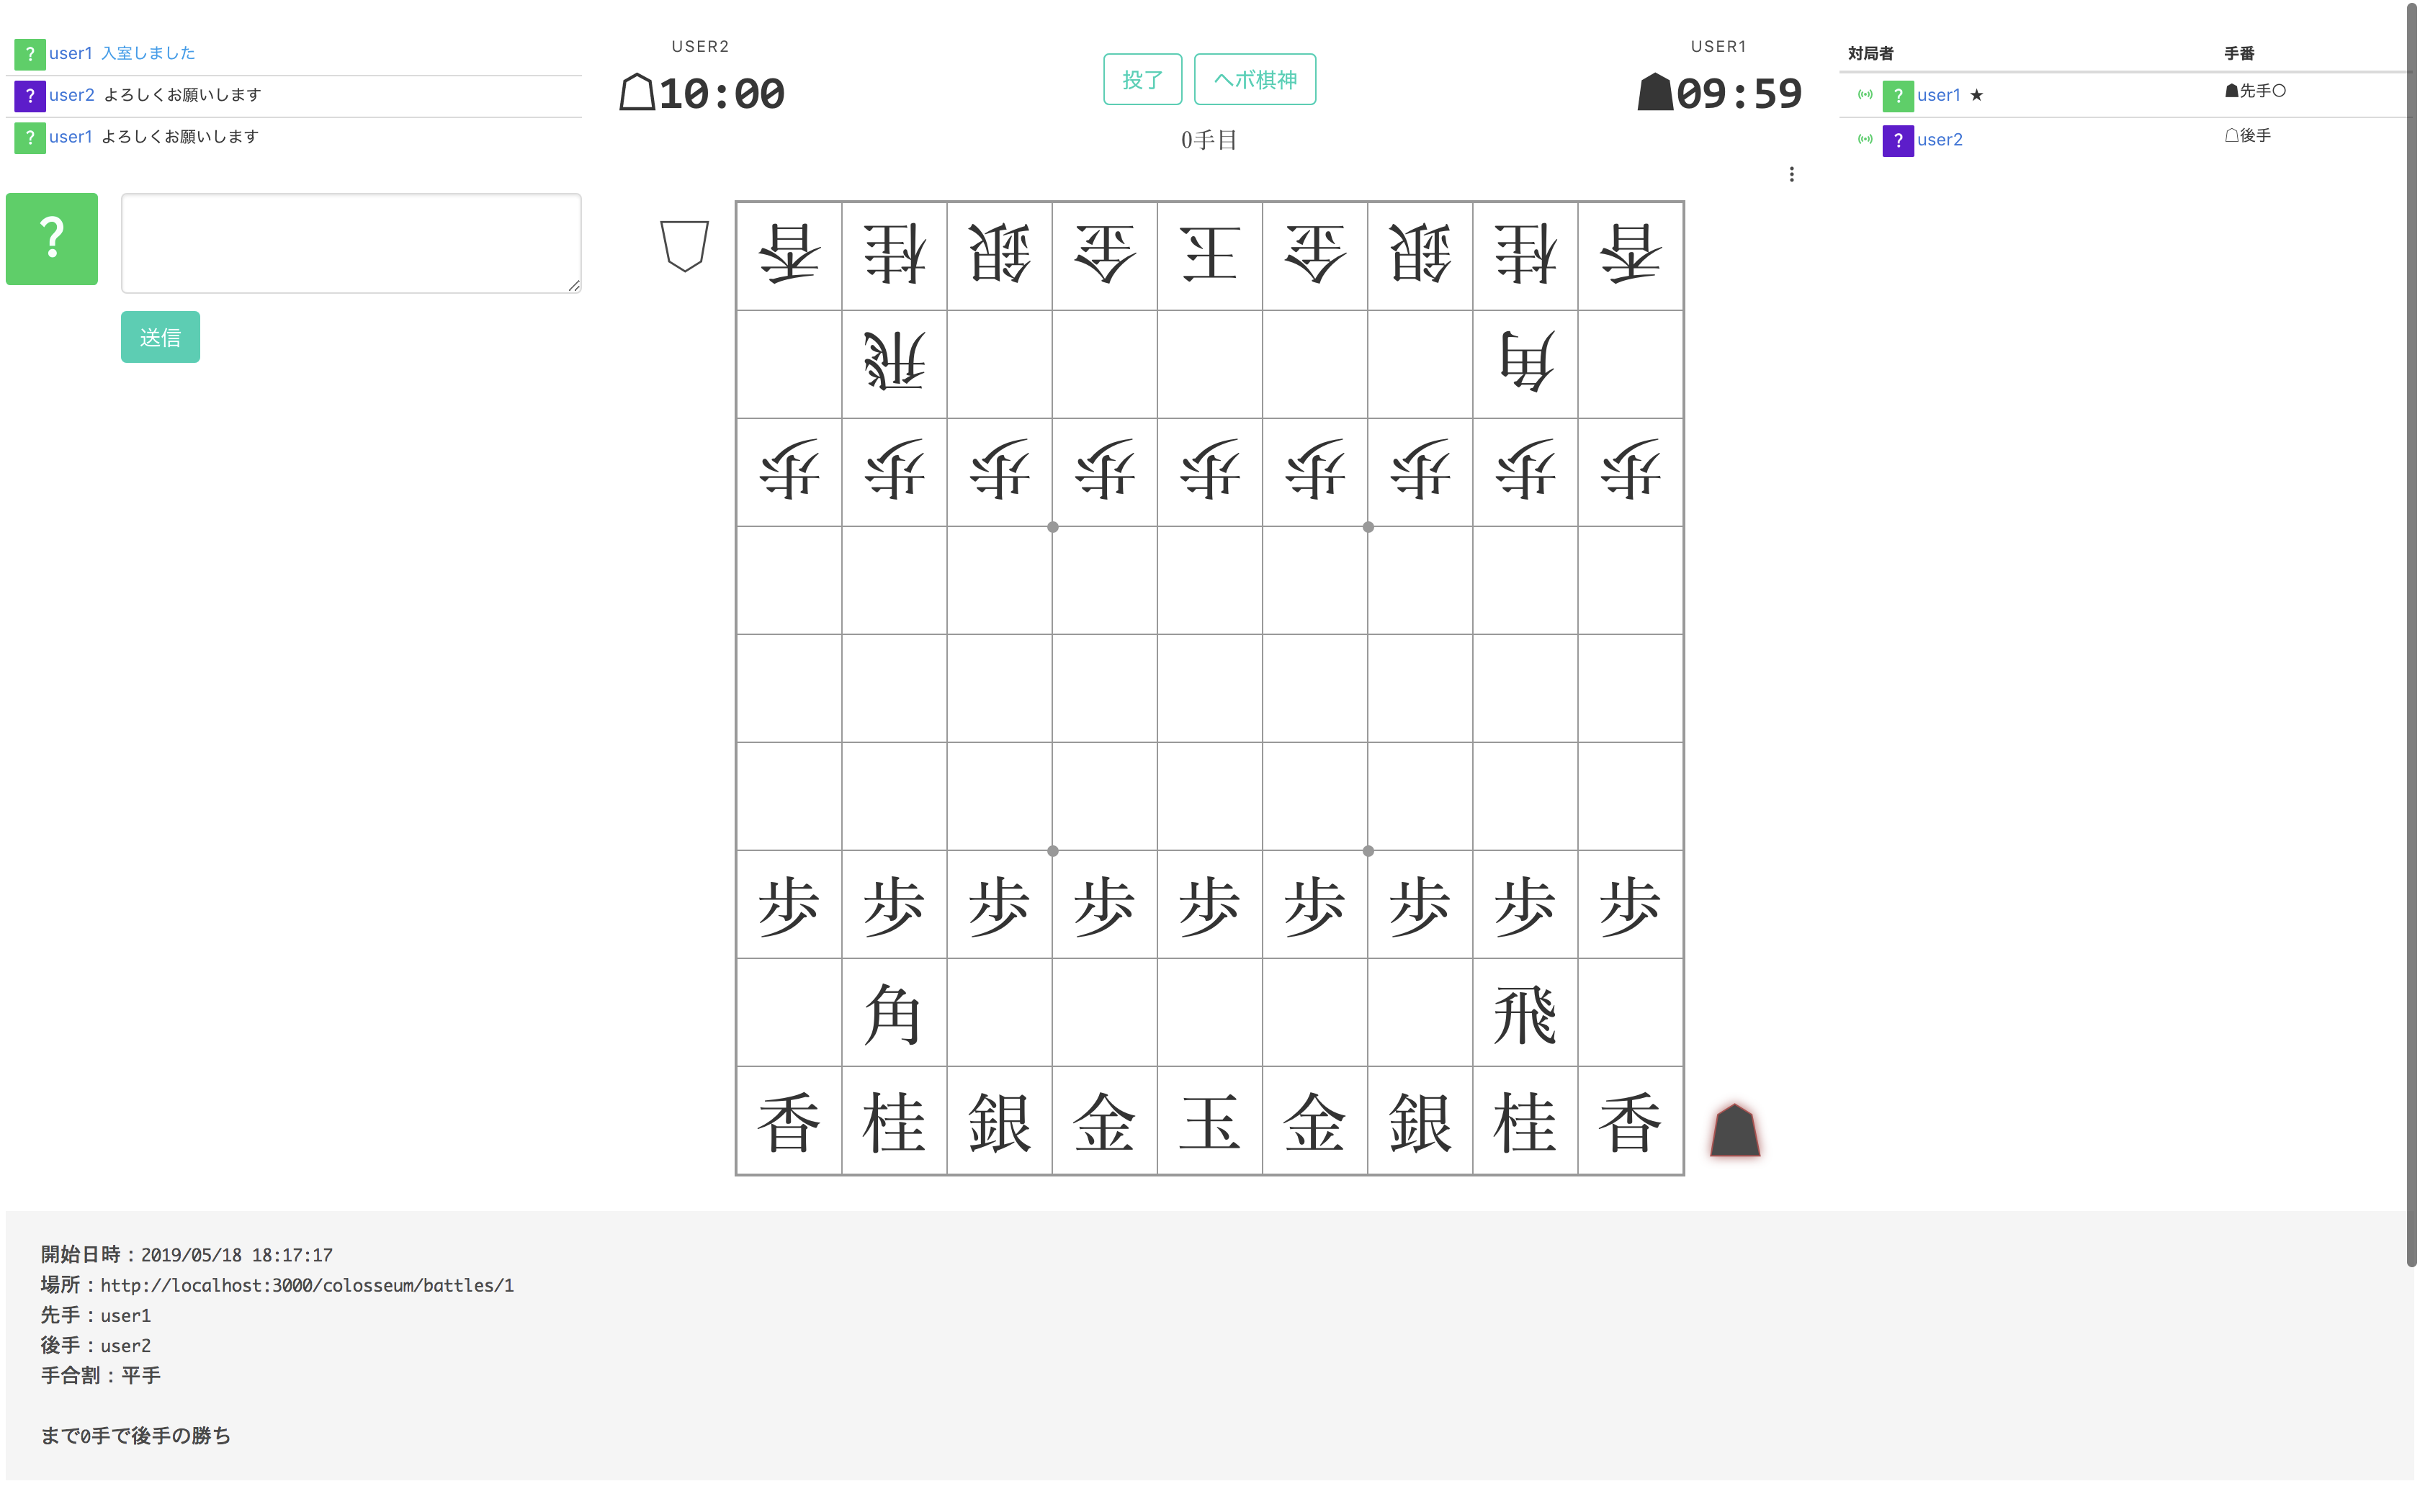 ? user1 入室しました
? user2 よろしくお願いします
? user1 よろしくお願いします
?
送信
USER2
10:00
投了 ヘボ棋神
0手目
USER1
09:59
対局者 手番
? user1 ★ ☗先手〇
? user2 ☖後手
香 桂 銀 金 王 金 銀 桂 香
飛 角
歩 歩 歩 歩 歩 歩 歩 歩 歩
歩 歩 歩 歩 歩 歩 歩 歩 歩
角 飛
香 桂 銀 金 玉 金 銀 桂 香
開始日時：2019/05/18 18:17:17
場所：http://localhost:3000/colosseum/battles/1
先手：user1
後手：user2
手合割：平手
まで0手で後手の勝ち